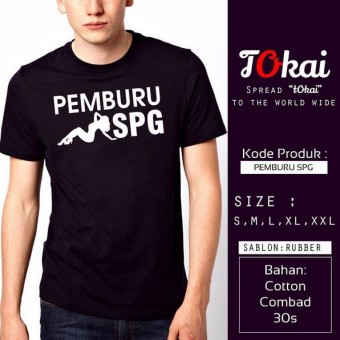 PEMBURU
SPG
TOkai
SPREAD "tOkai"
TO THE WORLD WIDE
Kode Produk :
PEMBURU SPG
SIZE :
S,M,L,XL,XXL
SABLON:RUBBER
Bahan:
Cotton
Combad
30s